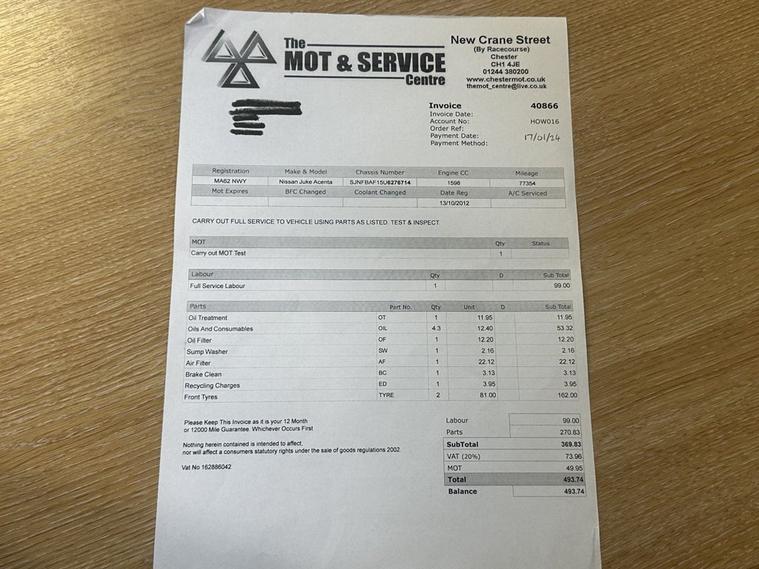 The
MOT & SERVICE
Centre
New Crane Street
(By Racecourse)
Chester
CH1 4JE
01244 380200
www.chestermot.co.uk
themot_centre@live.co.uk
Invoice 40866
Invoice Date:
Account No: HOW016
Order Ref:
Payment Date: 17/01/24
Payment Method:
Registration Make & Model Chassis Number Engine CC Mileage
MA62 NWY Nissan Juke Acenta SJNFBAF15U6276714 1598 77354
Mot Expires BFC Changed Coolant Changed Date Reg A/C Serviced
13/10/2012
CARRY OUT FULL SERVICE TO VEHICLE USING PARTS AS LISTED. TEST & INSPECT.
MOT Qty Status
Carry out MOT Test 1
Labour Qty D Sub Total
Full Service Labour 1 99.00
Parts Part No. Qty Unit D Sub Total
Oil Treatment OT 1 11.95 11.95
Oils And Consumables OIL 4.3 12.40 53.32
Oil Filter OF 1 12.20 12.20
Sump Washer SW 1 2.16 2.16
Air Filter AF 1 22.12 22.12
Brake Clean BC 1 3.13 3.13
Recycling Charges ED 1 3.95 3.95
Front Tyres TYRE 2 81.00 162.00
Please Keep This Invoice as it is your 12 Month
or 12000 Mile Guarantee. Whichever Occurs First
Nothing herein contained is intended to affect,
nor will affect a consumers statutory rights under the sale of goods regulations 2002
Vat No 162886042
Labour 99.00
Parts 270.83
SubTotal 369.83
VAT (20%) 73.96
MOT 49.95
Total 493.74
Balance 493.74